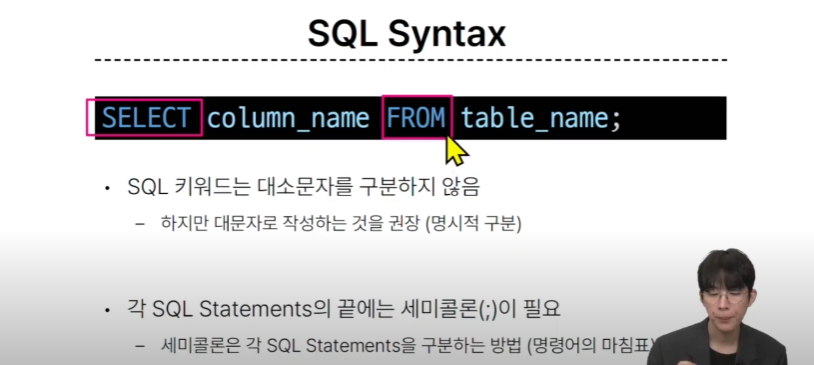 SQL Syntax
SELECT column_name FROM table_name;
• SQL 키워드는 대소문자를 구분하지 않음
– 하지만 대문자로 작성하는 것을 권장 (명시적 구분)
• 각 SQL Statements의 끝에는 세미콜론(;)이 필요
– 세미콜론은 각 SQL Statements을 구분하는 방법 (명령어의 마침표)